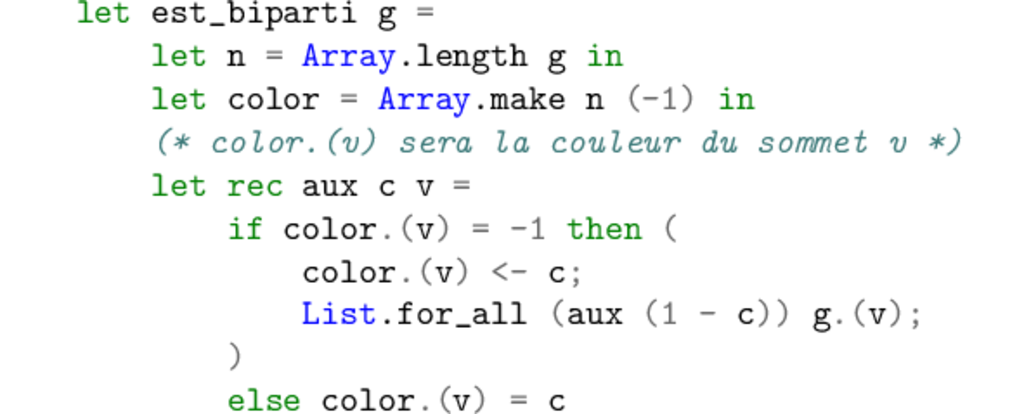 let est_biparti g =
let n = Array.length g in
let color = Array.make n (-1) in
(* color.(v) sera la couleur du sommet v *)
let rec aux c v =
if color.(v) = -1 then (
color.(v) <- c;
List.for_all (aux (1 - c)) g.(v);
)
else color.(v) = c